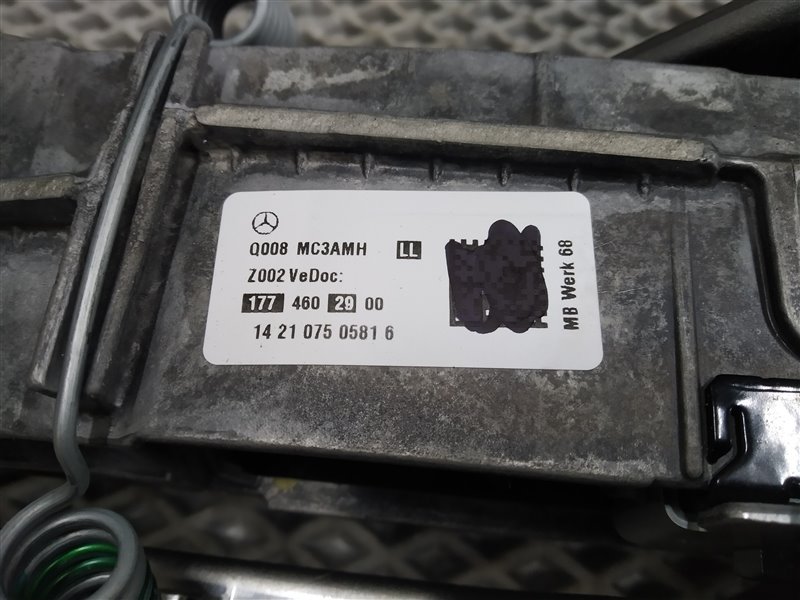 Q008 MC3AMH LL
Z002 VeDoc:
177 460 29 00
14 21 075 0581 6
MB Werk 68